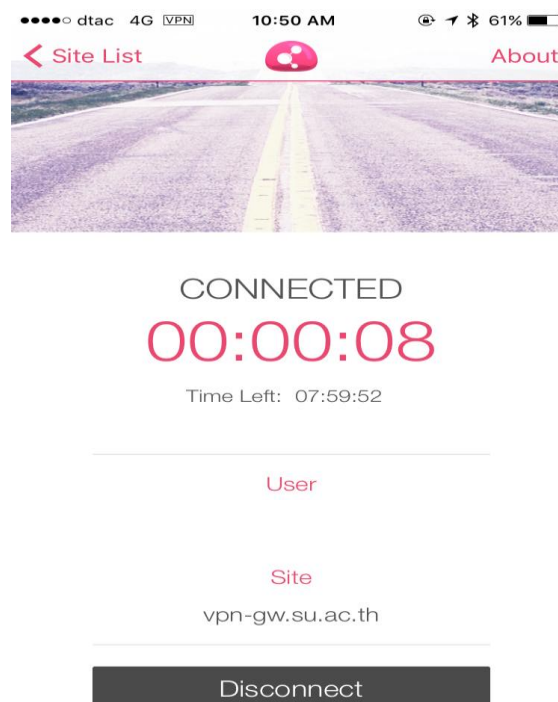 dtac 4G VPN 10:50 AM 61%
Site List About
CONNECTED
00:00:08
Time Left: 07:59:52
User
Site
vpn-gw.su.ac.th
Disconnect